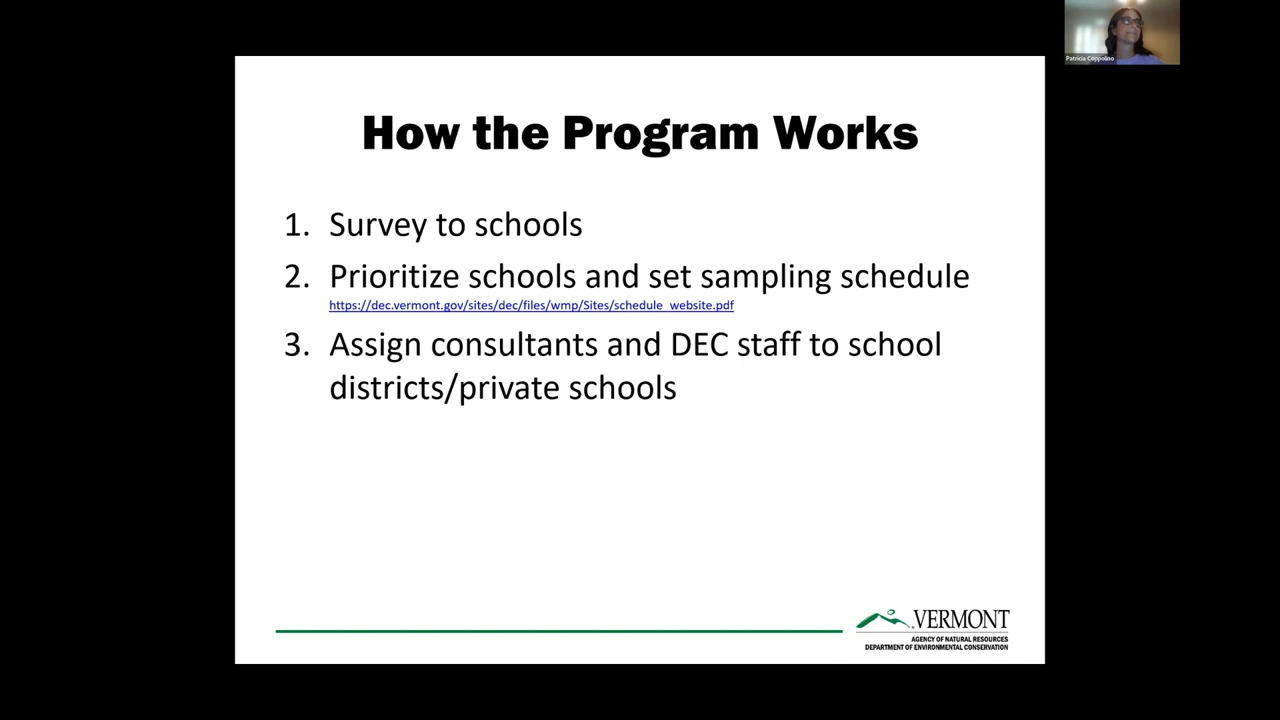 Patricia Coppolino
How the Program Works
1. Survey to schools
2. Prioritize schools and set sampling schedule
https://dec.vermont.gov/sites/dec/files/wmp/Sites/schedule_website.pdf
3. Assign consultants and DEC staff to school
districts/private schools
VERMONT
AGENCY OF NATURAL RESOURCES
DEPARTMENT OF ENVIRONMENTAL CONSERVATION